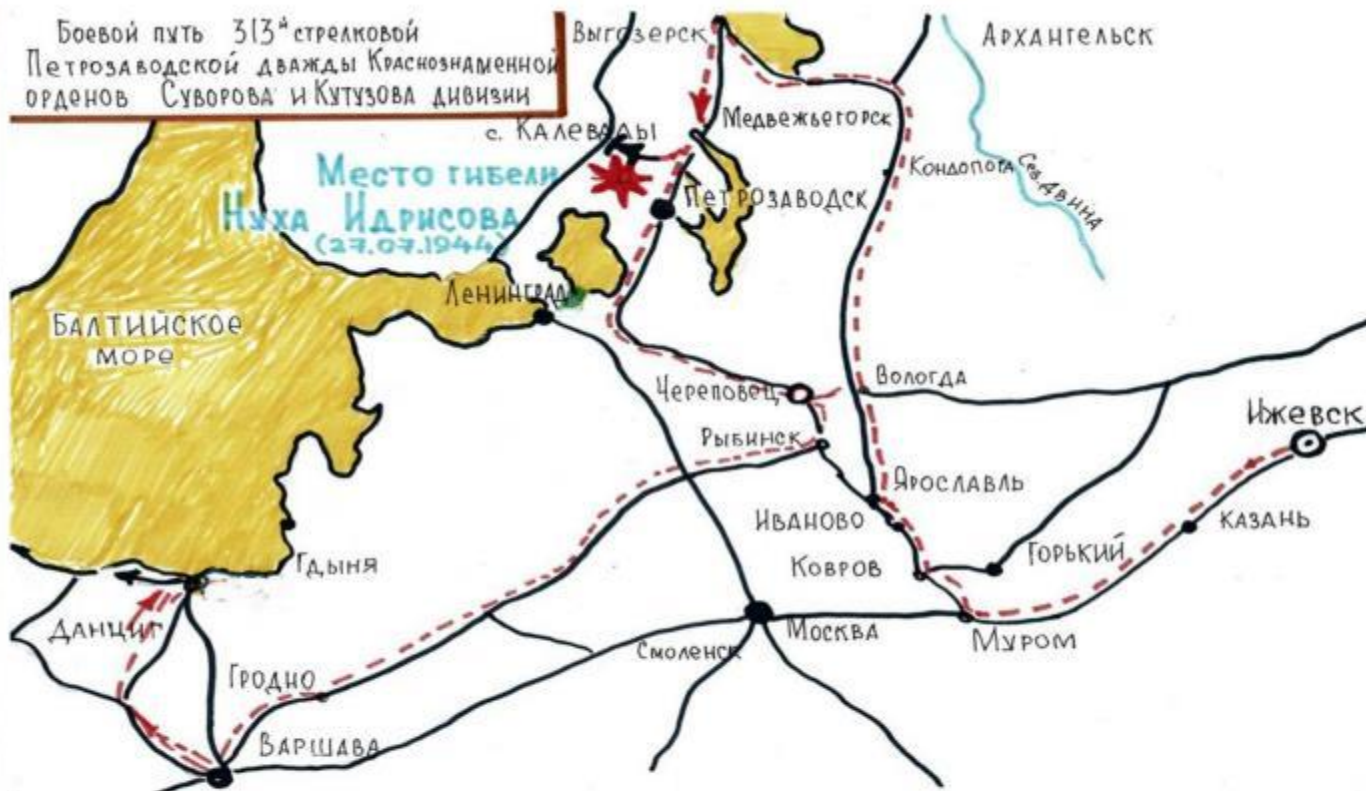 Боевой путь 313й стрелковой
Петрозаводской дважды Краснознаменной
орденов Суворова и Кутузова дивизии
Выгозерск
Архангельск
Медвежьегорск
с. Калевады
Кондопога
Сев. Двина
Место гибели
Нуха Идрисова
(27.07.1944)
Петрозаводск
Ленинград
Балтийское
море
Череповец
Вологда
Рыбинск
Ижевск
Ярославль
Иваново
Казань
Горький
Ковров
Гдыня
Данциг
Москва
Муром
Смоленск
Гродно
Варшава